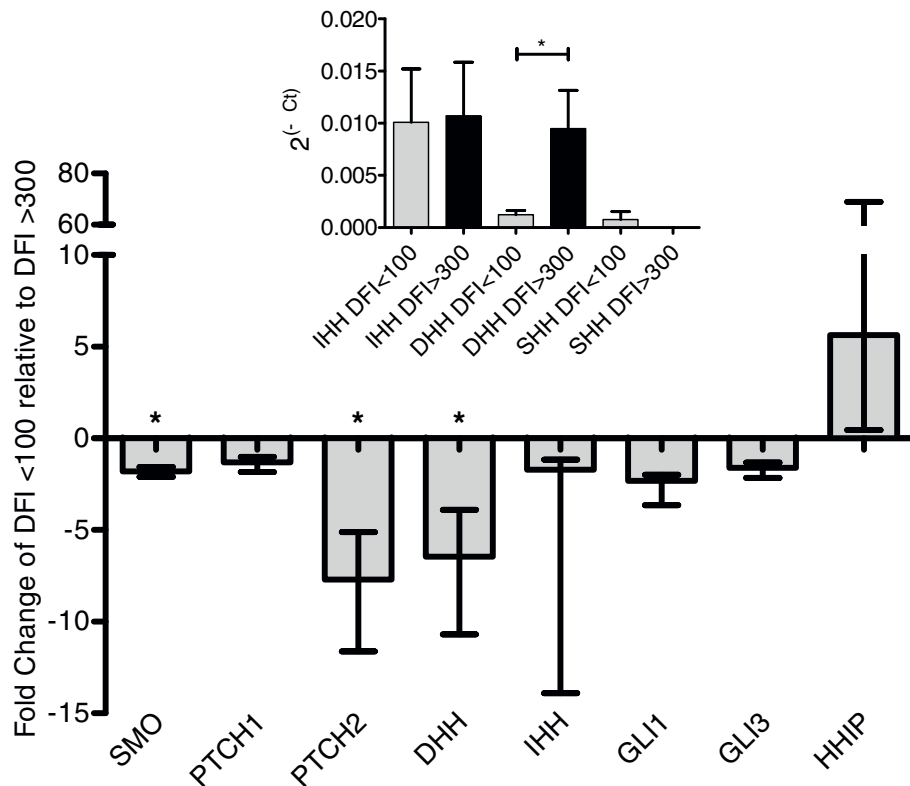 0.020
0.015
0.010
0.005
0.000
2(- Ct)
*
IHH DFI<100
IHH DFI>300
DHH DFI<100
DHH DFI>300
SHH DFI<100
SHH DFI>300
Fold Change of DFI <100 relative to DFI >300
80
60
10
5
0
-5
-10
-15
*
*
*
SMO
PTCH1
PTCH2
DHH
IHH
GLI1
GLI3
HHIP